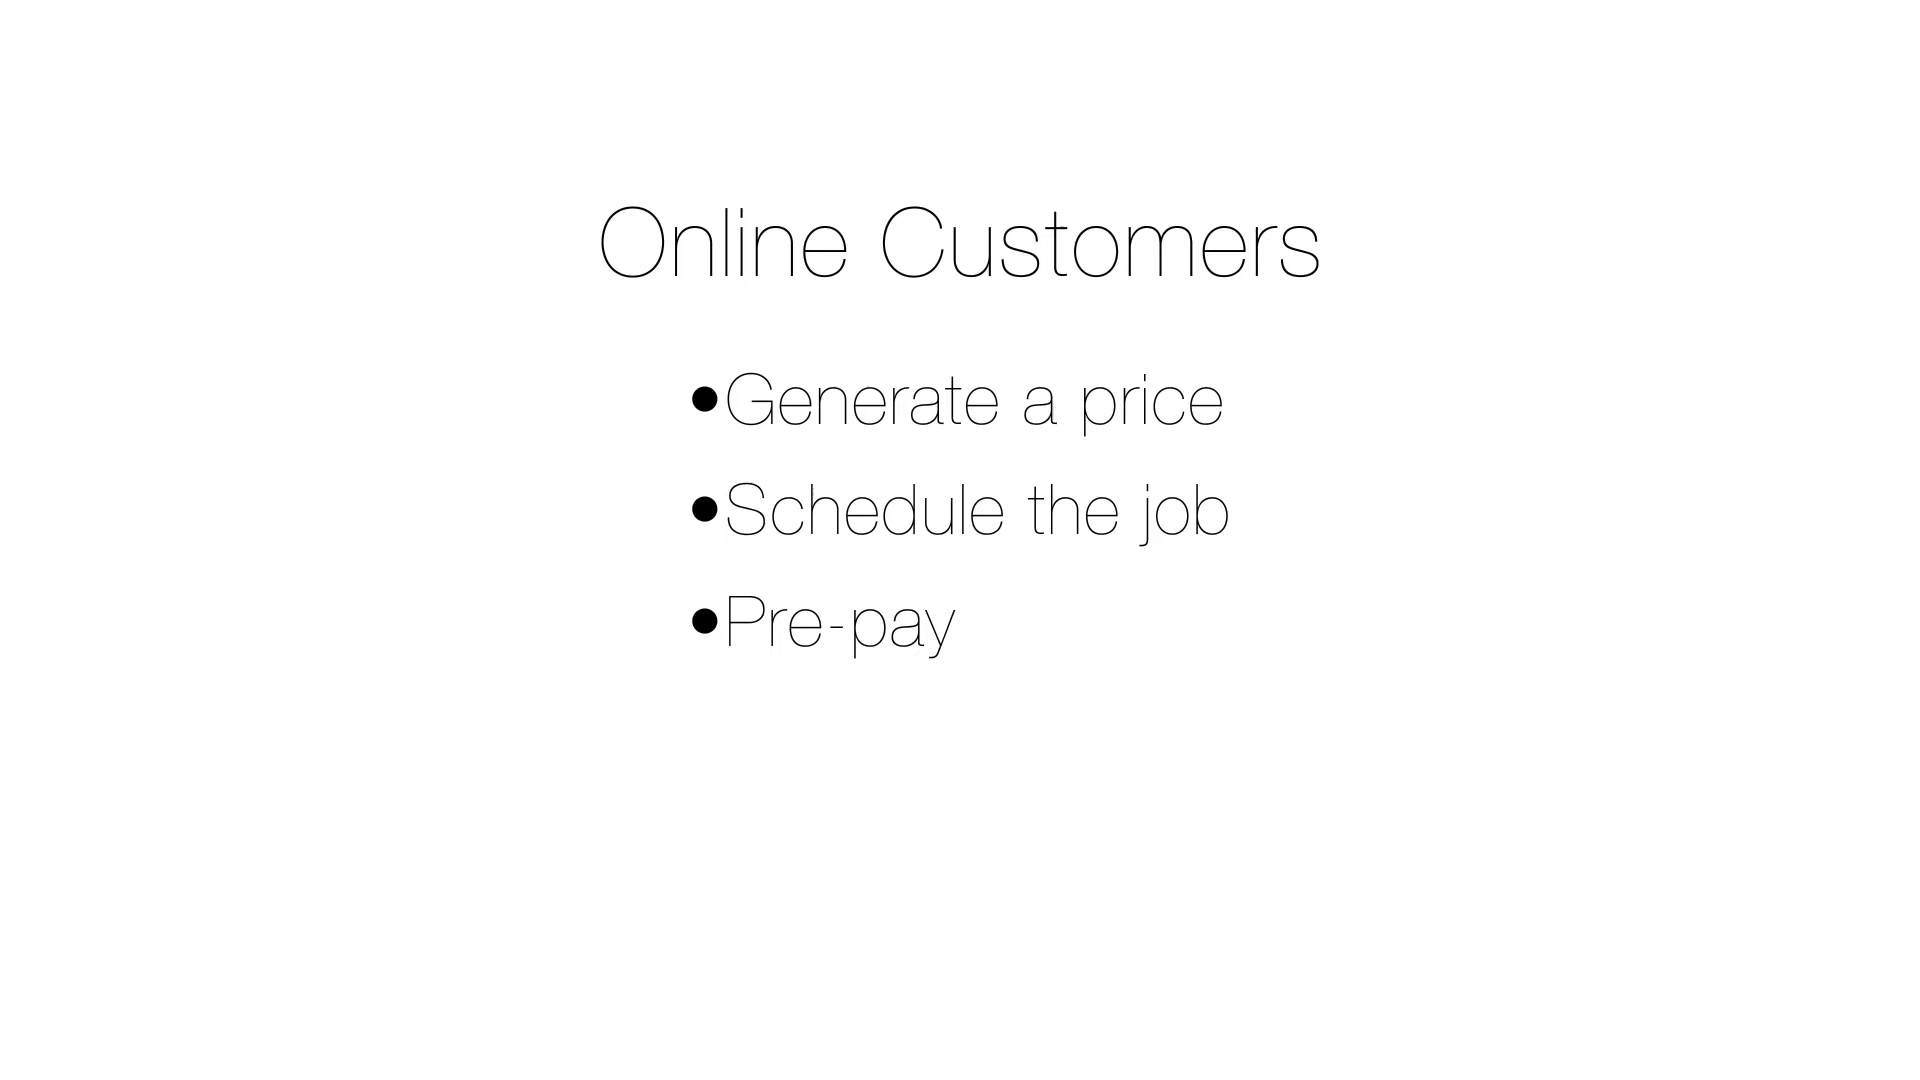 Online Customers
•Generate a price
•Schedule the job
•Pre-pay